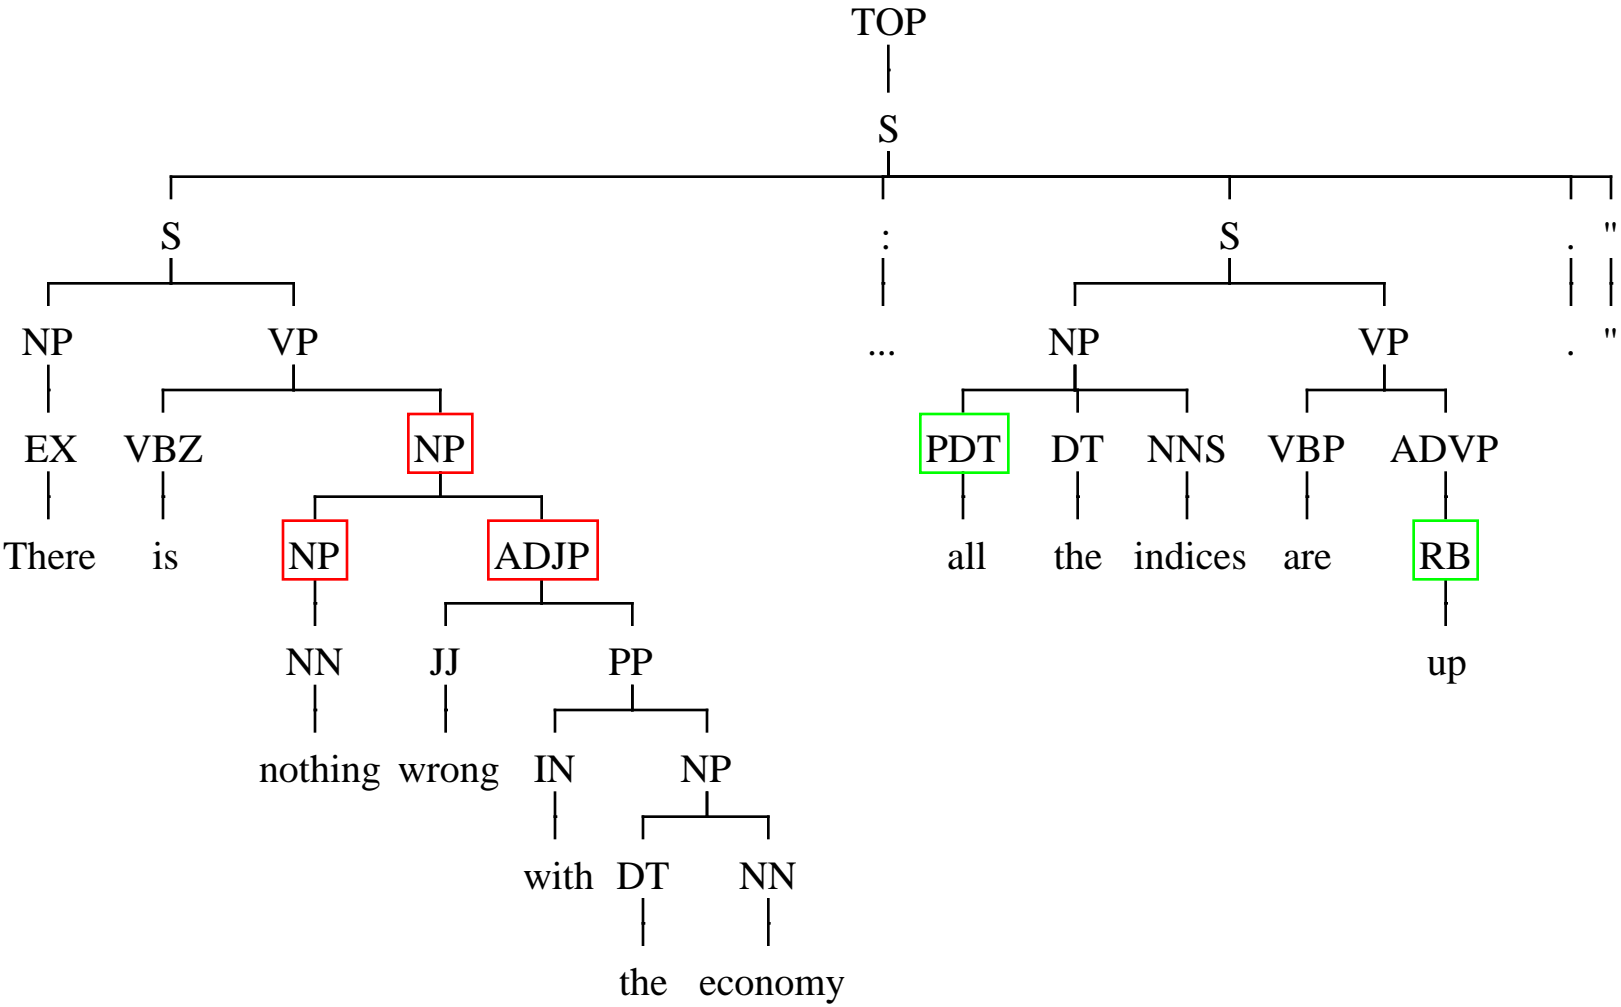 TOP
S
S : S . "
NP VP ... NP VP . "
EX VBZ NP PDT DT NNS VBP ADVP
There is NP ADJP all the indices are RB
NN JJ PP up
nothing wrong IN NP
with DT NN
the economy